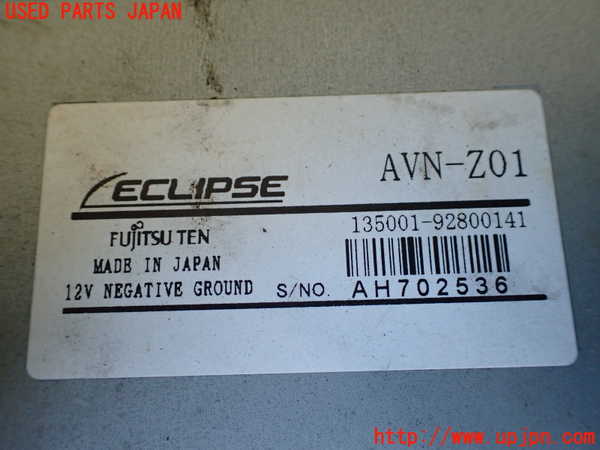 USED PARTS JAPAN
ECLIPSE
AVN-Z01
FUJITSU TEN
135001-92800141
MADE IN JAPAN
12V NEGATIVE GROUND
S/NO. AH702536
http://www.upjpn.com/